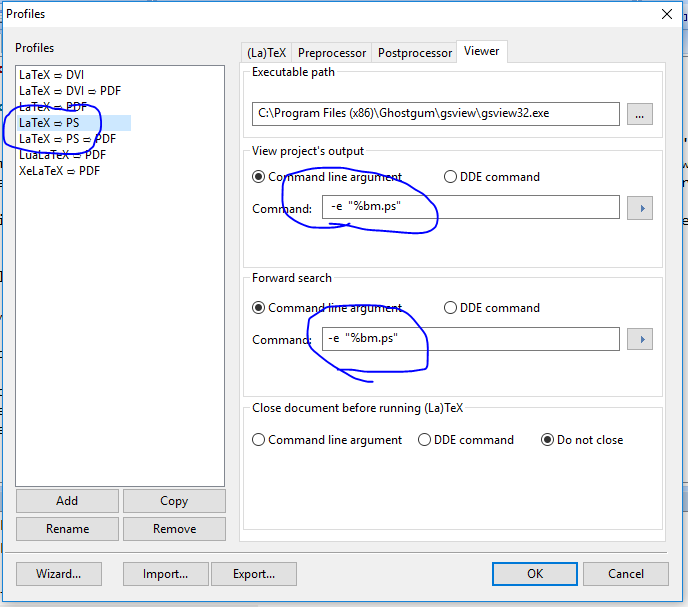 Profiles
Profiles
LaTeX ⇨ DVI
LaTeX ⇨ DVI ⇨ PDF
LaTeX ⇨ PDF
LaTeX ⇨ PS
LaTeX ⇨ PS ⇨ PDF
LuaLaTeX ⇨ PDF
XeLaTeX ⇨ PDF
Add
Copy
Rename
Remove
(La)TeX
Preprocessor
Postprocessor
Viewer
Executable path
C:\Program Files (x86)\Ghostgum\gsview\gsview32.exe
...
View project's output
Command line argument
DDE command
Command:
-e "%bm.ps"
Forward search
Command line argument
DDE command
Command:
-e "%bm.ps"
Close document before running (La)TeX
Command line argument
DDE command
Do not close
Wizard...
Import...
Export...
OK
Cancel